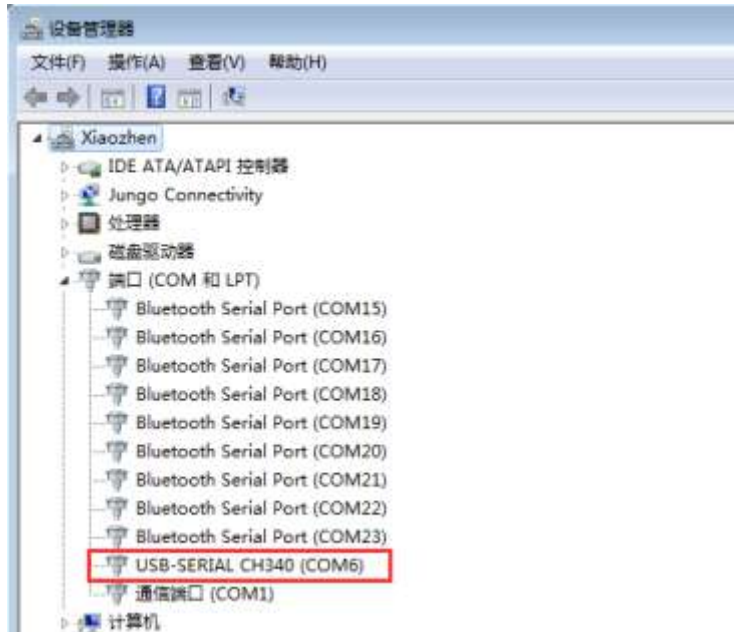 设备管理器
文件(F) 操作(A) 查看(V) 帮助(H)
Xiaozhen
IDE ATA/ATAPI 控制器
Jungo Connectivity
处理器
磁盘驱动器
端口 (COM 和 LPT)
Bluetooth Serial Port (COM15)
Bluetooth Serial Port (COM16)
Bluetooth Serial Port (COM17)
Bluetooth Serial Port (COM18)
Bluetooth Serial Port (COM19)
Bluetooth Serial Port (COM20)
Bluetooth Serial Port (COM21)
Bluetooth Serial Port (COM22)
Bluetooth Serial Port (COM23)
USB-SERIAL CH340 (COM6)
通信端口 (COM1)
计算机